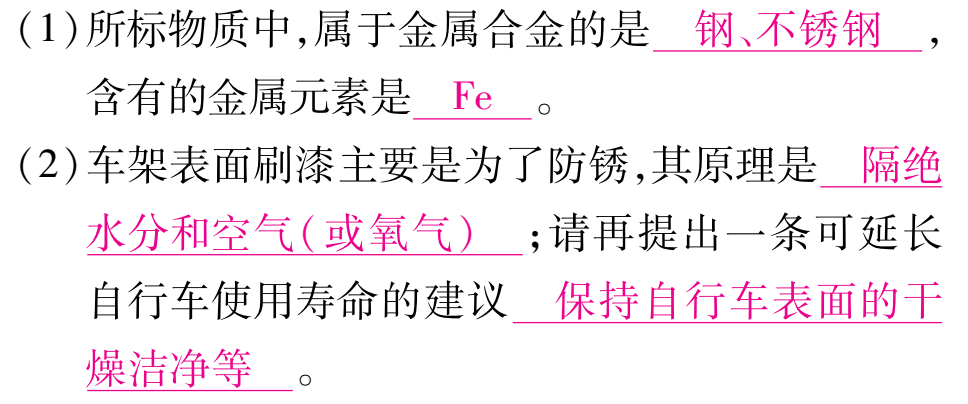 (1)所标物质中,属于金属合金的是 钢、不锈钢 ,
含有的金属元素是 Fe 。
(2)车架表面刷漆主要是为了防锈,其原理是 隔绝
水分和空气(或氧气) ;请再提出一条可延长
自行车使用寿命的建议 保持自行车表面的干
燥洁净等 。